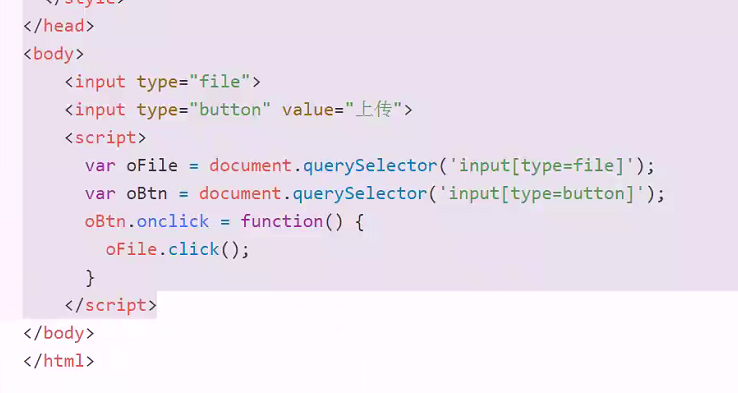 </style>
</head>
<body>
<input type="file">
<input type="button" value="上传">
<script>
var oFile = document.querySelector('input[type=file]');
var oBtn = document.querySelector('input[type=button]');
oBtn.onclick = function() {
oFile.click();
}
</script>
</body>
</html>